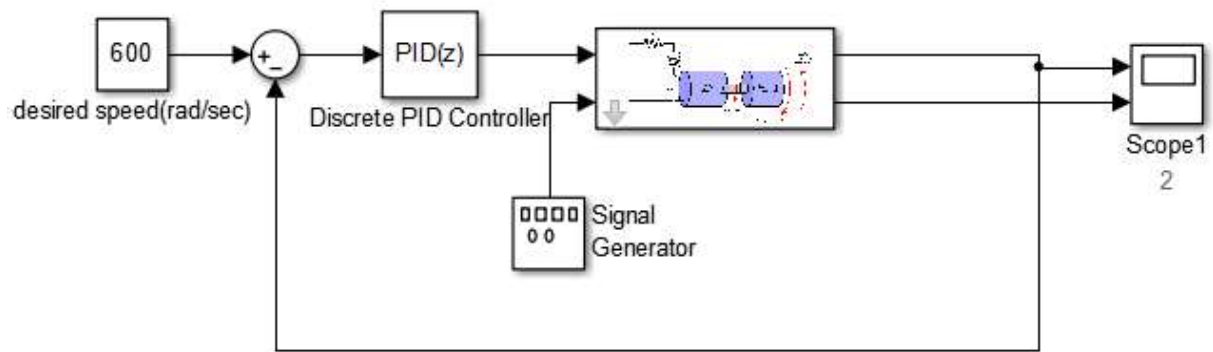 600
desired speed(rad/sec)
PID(z)
Discrete PID Controller
Signal
Generator
Scope1
2